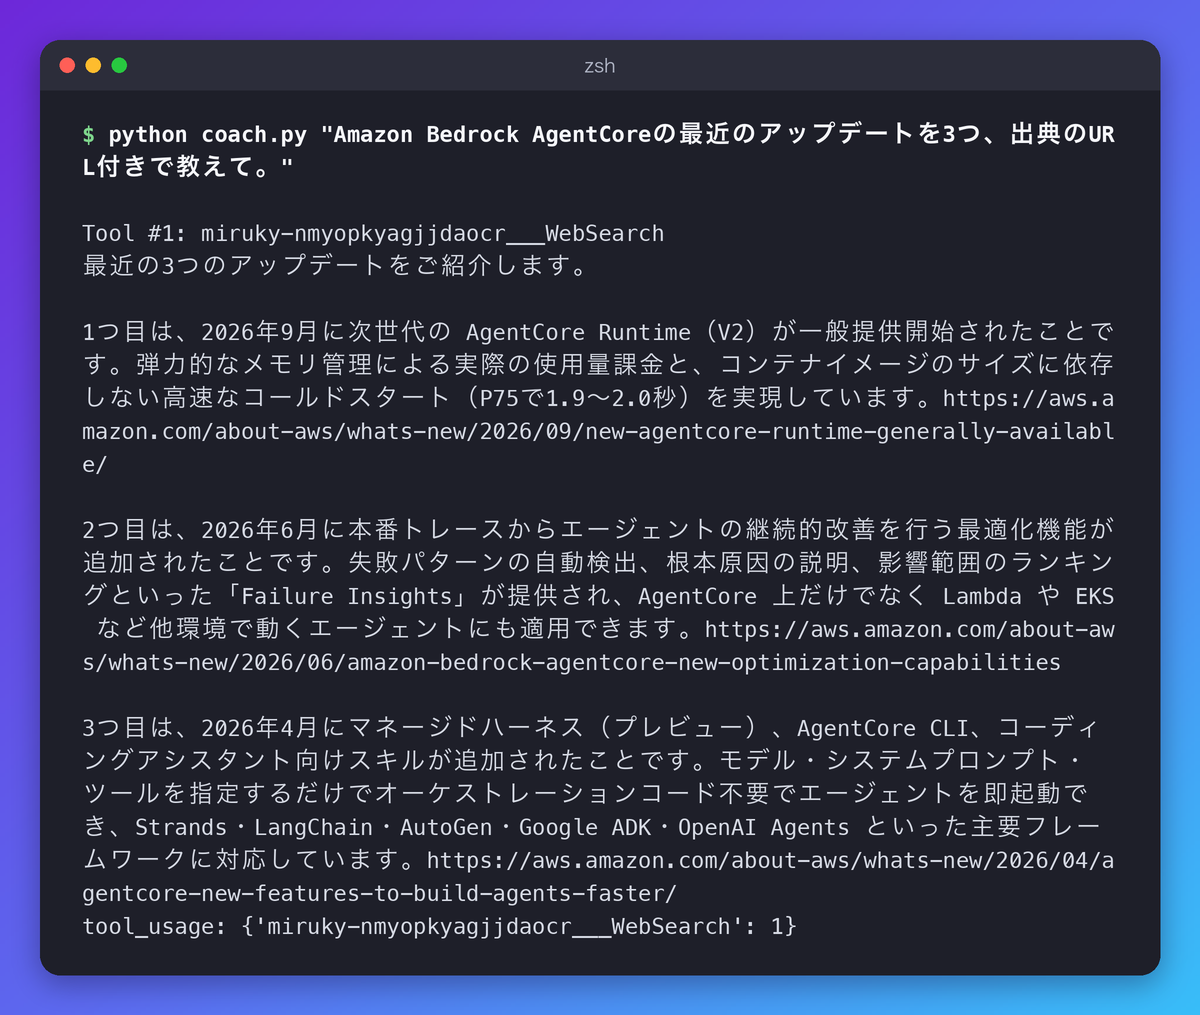 zsh
$ python coach.py "Amazon Bedrock AgentCoreの最近のアップデートを3つ、出典のUR
L付きで教えて。"
Tool #1: miruky-nmyopkyagjjdaocr___WebSearch
最近の3つのアップデートをご紹介します。
1つ目は、2026年9月に次世代の AgentCore Runtime（V2）が一般提供開始されたことで
す。弾力的なメモリ管理による実際の使用量課金と、コンテナイメージのサイズに依存
しない高速なコールドスタート（P75で1.9〜2.0秒）を実現しています。https://aws.a
mazon.com/about-aws/whats-new/2026/09/new-agentcore-runtime-generally-availabl
e/
2つ目は、2026年6月に本番トレースからエージェントの継続的改善を行う最適化機能が
追加されたことです。失敗パターンの自動検出、根本原因の説明、影響範囲のランキン
グといった「Failure Insights」が提供され、AgentCore 上だけでなく Lambda や EKS
 など他環境で動くエージェントにも適用できます。https://aws.amazon.com/about-aw
s/whats-new/2026/06/amazon-bedrock-agentcore-new-optimization-capabilities
3つ目は、2026年4月にマネージドハーネス（プレビュー）、AgentCore CLI、コーディ
ングアシスタント向けスキルが追加されたことです。モデル・システムプロンプト・
ツールを指定するだけでオーケストレーションコード不要でエージェントを即起動で
き、Strands・LangChain・AutoGen・Google ADK・OpenAI Agents といった主要フレー
ムワークに対応しています。https://aws.amazon.com/about-aws/whats-new/2026/04/a
gentcore-new-features-to-build-agents-faster/
tool_usage: {'miruky-nmyopkyagjjdaocr___WebSearch': 1}